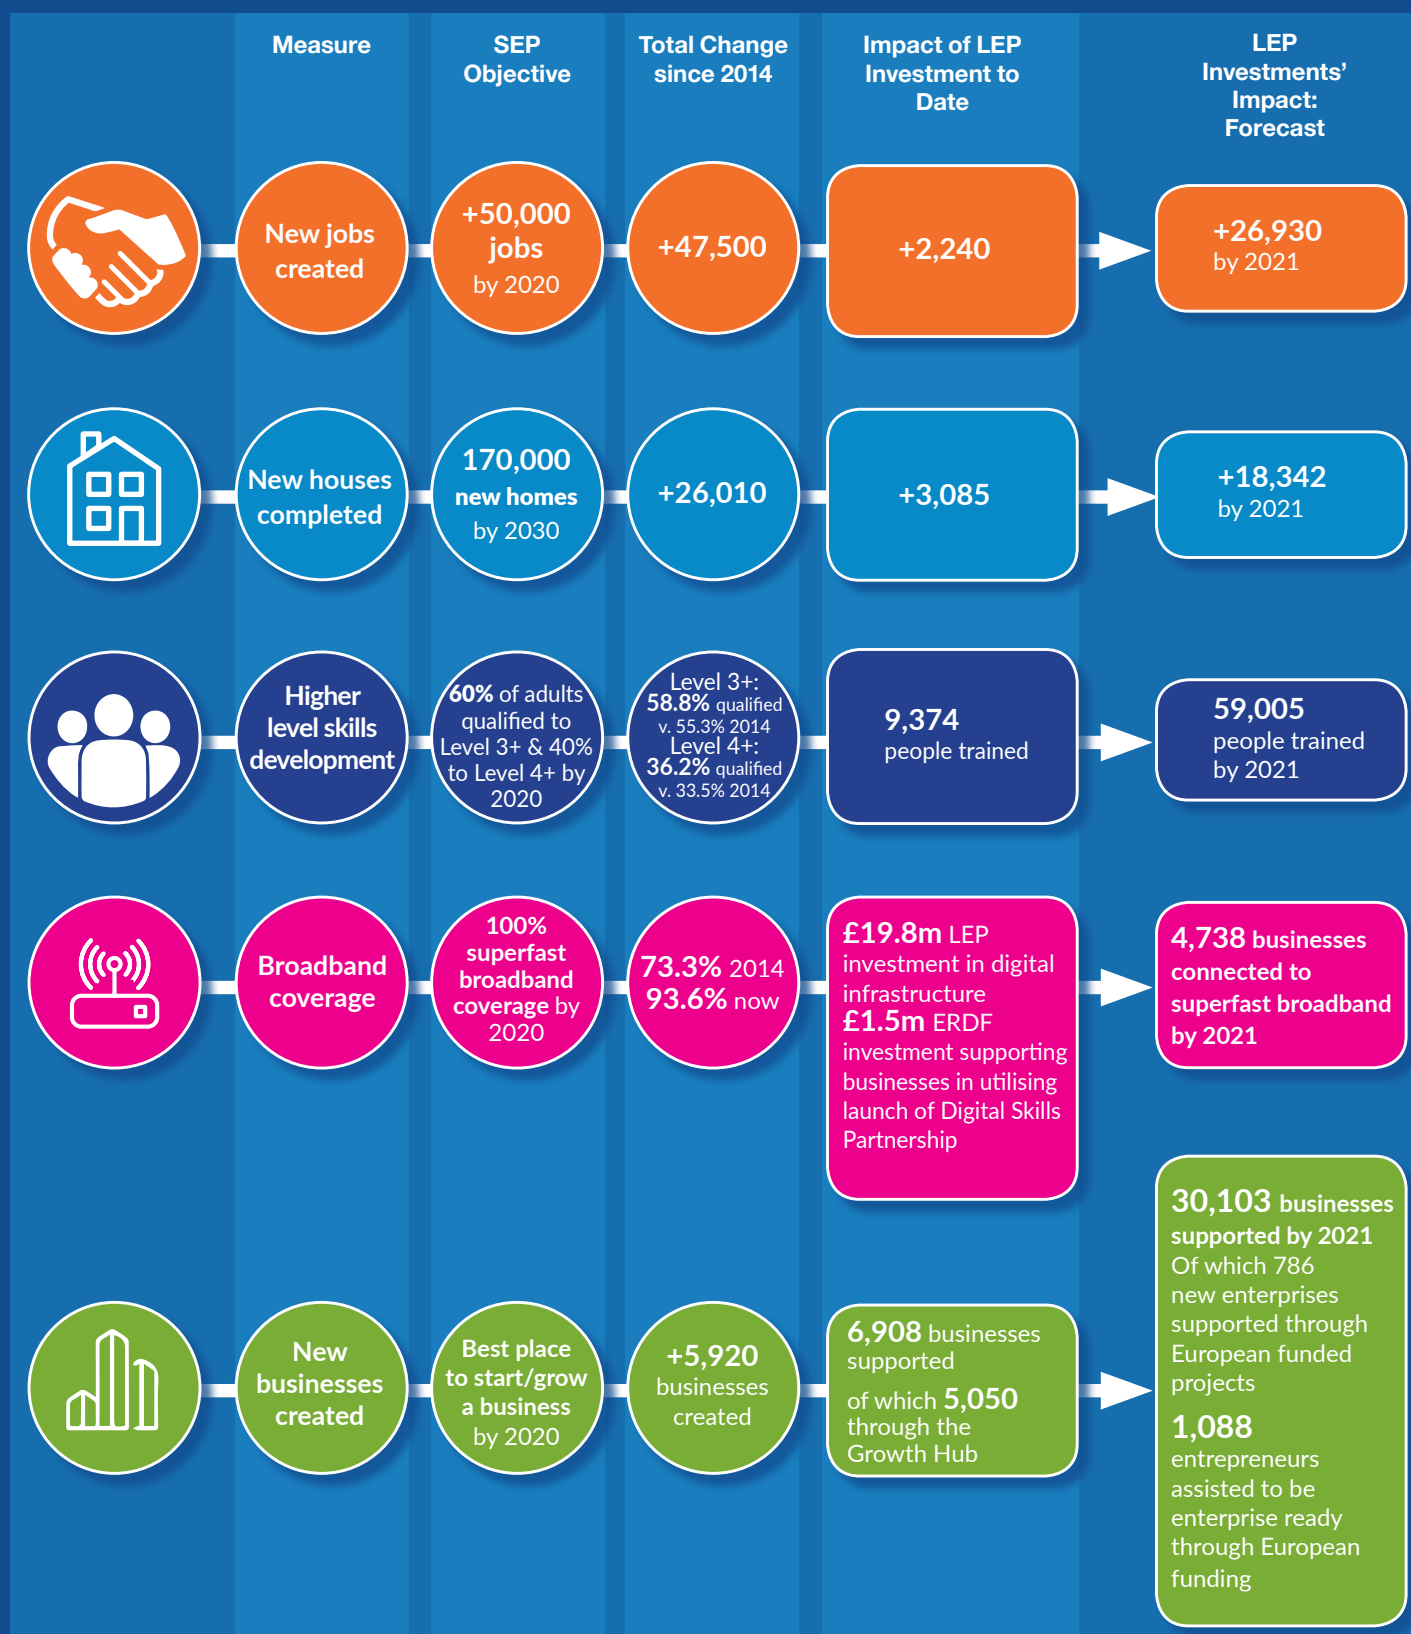 Measure
SEP
Objective
Total Change
since 2014
Impact of LEP
Investment to
Date
LEP
Investments’
Impact:
Forecast
New jobs
created
+50,000
jobs
by 2020
+47,500
+2,240
+26,930
by 2021
New houses
completed
170,000
new homes
by 2030
+26,010
+3,085
+18,342
by 2021
Higher
level skills
development
60% of adults
qualified to
Level 3+ & 40%
to Level 4+ by
2020
Level 3+:
58.8% qualified
v. 55.3% 2014
Level 4+:
36.2% qualified
v. 33.5% 2014
9,374
people trained
59,005
people trained
by 2021
Broadband
coverage
100%
superfast
broadband
coverage by
2020
73.3% 2014
93.6% now
£19.8m LEP
investment in digital
infrastructure
£1.5m ERDF
investment supporting
businesses in utilising
launch of Digital Skills
Partnership
4,738 businesses
connected to
superfast broadband
by 2021
New
businesses
created
Best place
to start/grow
a business
by 2020
+5,920
businesses
created
6,908 businesses
supported
of which 5,050
through the
Growth Hub
30,103 businesses
supported by 2021
Of which 786
new enterprises
supported through
European funded
projects
1,088
entrepreneurs
assisted to be
enterprise ready
through European
funding